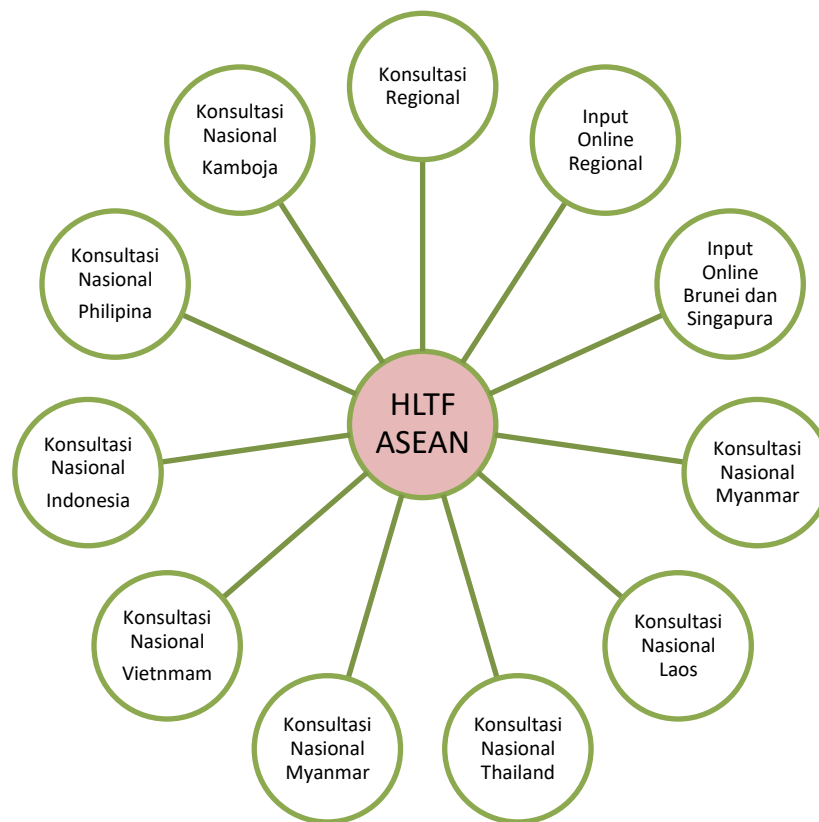 Konsultasi
Regional
Input
Online
Regional
Input
Online
Brunei dan
Singapura
Konsultasi
Nasional
Myanmar
Konsultasi
Nasional
Laos
Konsultasi
Nasional
Thailand
Konsultasi
Nasional
Myanmar
Konsultasi
Nasional
Vietnmam
Konsultasi
Nasional
Indonesia
Konsultasi
Nasional
Philipina
Konsultasi
Nasional
Kamboja
HLTF
ASEAN